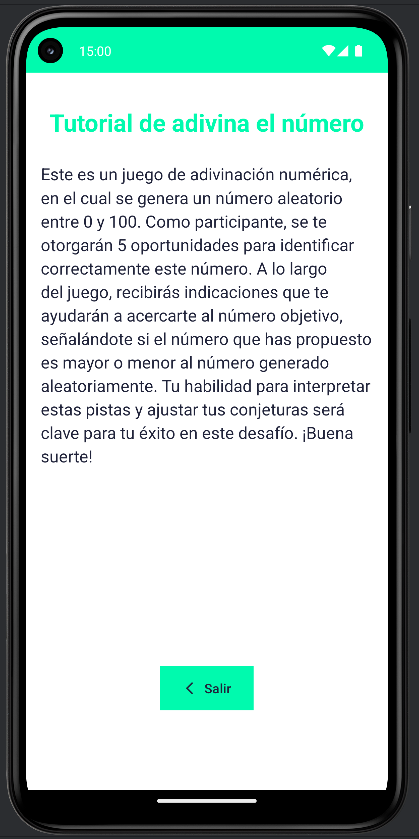 15:00
Tutorial de adivina el número
Este es un juego de adivinación numérica,
en el cual se genera un número aleatorio
entre 0 y 100. Como participante, se te
otorgarán 5 oportunidades para identificar
correctamente este número. A lo largo
del juego, recibirás indicaciones que te
ayudarán a acercarte al número objetivo,
señalándote si el número que has propuesto
es mayor o menor al número generado
aleatoriamente. Tu habilidad para interpretar
estas pistas y ajustar tus conjeturas será
clave para tu éxito en este desafío. ¡Buena
suerte!
Salir